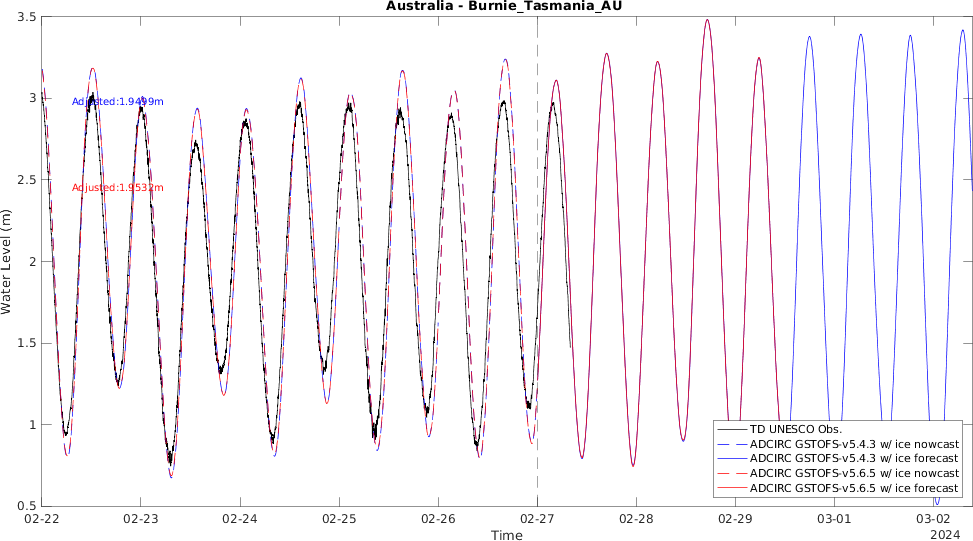 Australia - Burnie_Tasmania_AU
3.5
3
2.5
2
1.5
1
0.5
Water Level (m)
Adjusted:1.9499m
Adjusted:1.9532m
TD UNESCO Obs.
ADCIRC GSTOFS-v5.4.3 w/ ice nowcast
ADCIRC GSTOFS-v5.4.3 w/ ice forecast
ADCIRC GSTOFS-v5.6.5 w/ ice nowcast
ADCIRC GSTOFS-v5.6.5 w/ ice forecast
02-22 02-23 02-24 02-25 02-26 02-27 02-28 02-29 03-01 03-02
Time
2024